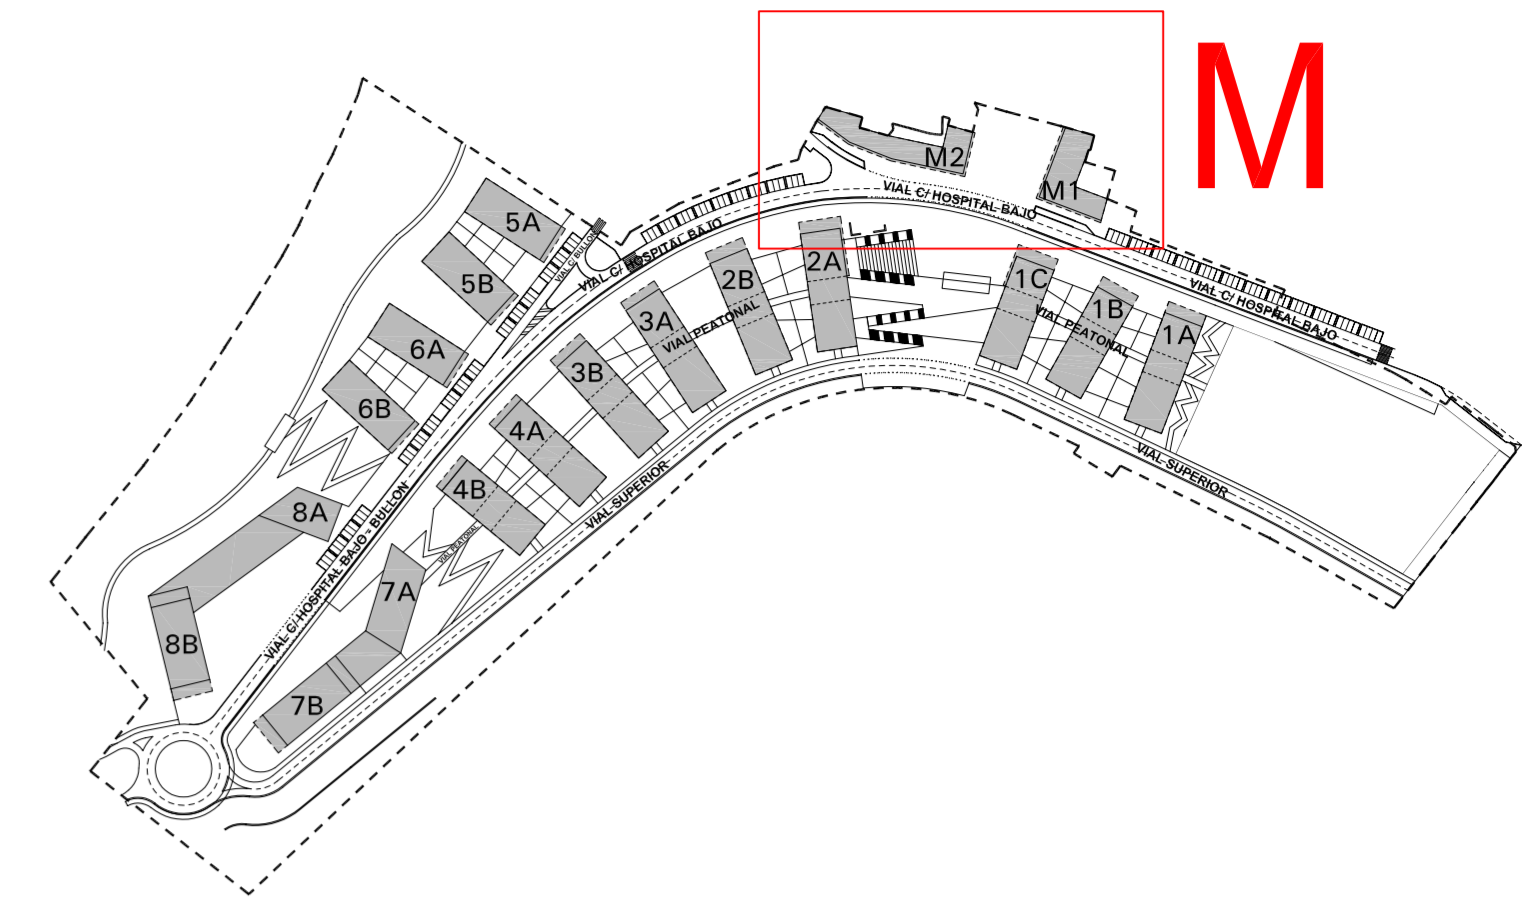 M
M2
M1
VIAL C/ HOSPITAL BAJO
5A
VIAL C/ BULLON
VIAL C/ HOSPITAL BAJO
5B
2A
2B
1C
1B
1A
VIAL C/ HOSPITAL BAJO
3A
VIAL PEATONAL
VIAL PEATONAL
6A
3B
6B
4A
VIAL SUPERIOR
4B
VIAL SUPERIOR
8A
VIAL C/ HOSPITAL BAJO - BULLON
VIAL PEATONAL
7A
8B
7B